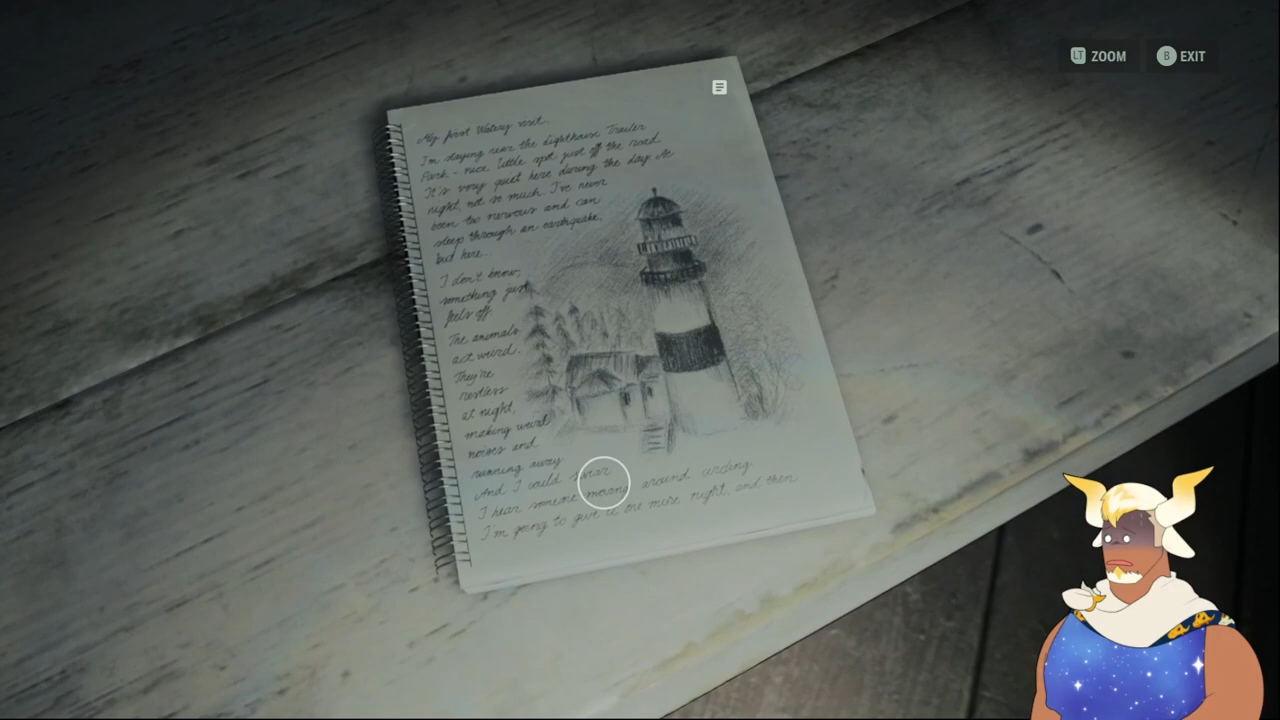 LT ZOOM
B EXIT
My first Watery visit.
I'm staying near the Lighthouse Trailer
Park - nice little spot just off the road.
It's very quiet here during the day. At
night, not so much. I've never
been too nervous and can
sleep through an earthquake,
but here...
I don't know,
something just
feels off.
The animals
act weird.
They're
restless
at night,
making weird
noises and
running away.
And I could swear
I hear someone moving around circling.
I'm going to give it one more night, and then